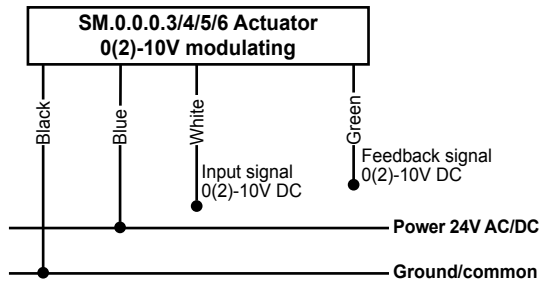 SM.0.0.0.3/4/5/6 Actuator
0(2)-10V modulating
Black
Blue
White
Green
Input signal
0(2)-10V DC
Feedback signal
0(2)-10V DC
Power 24V AC/DC
Ground/common